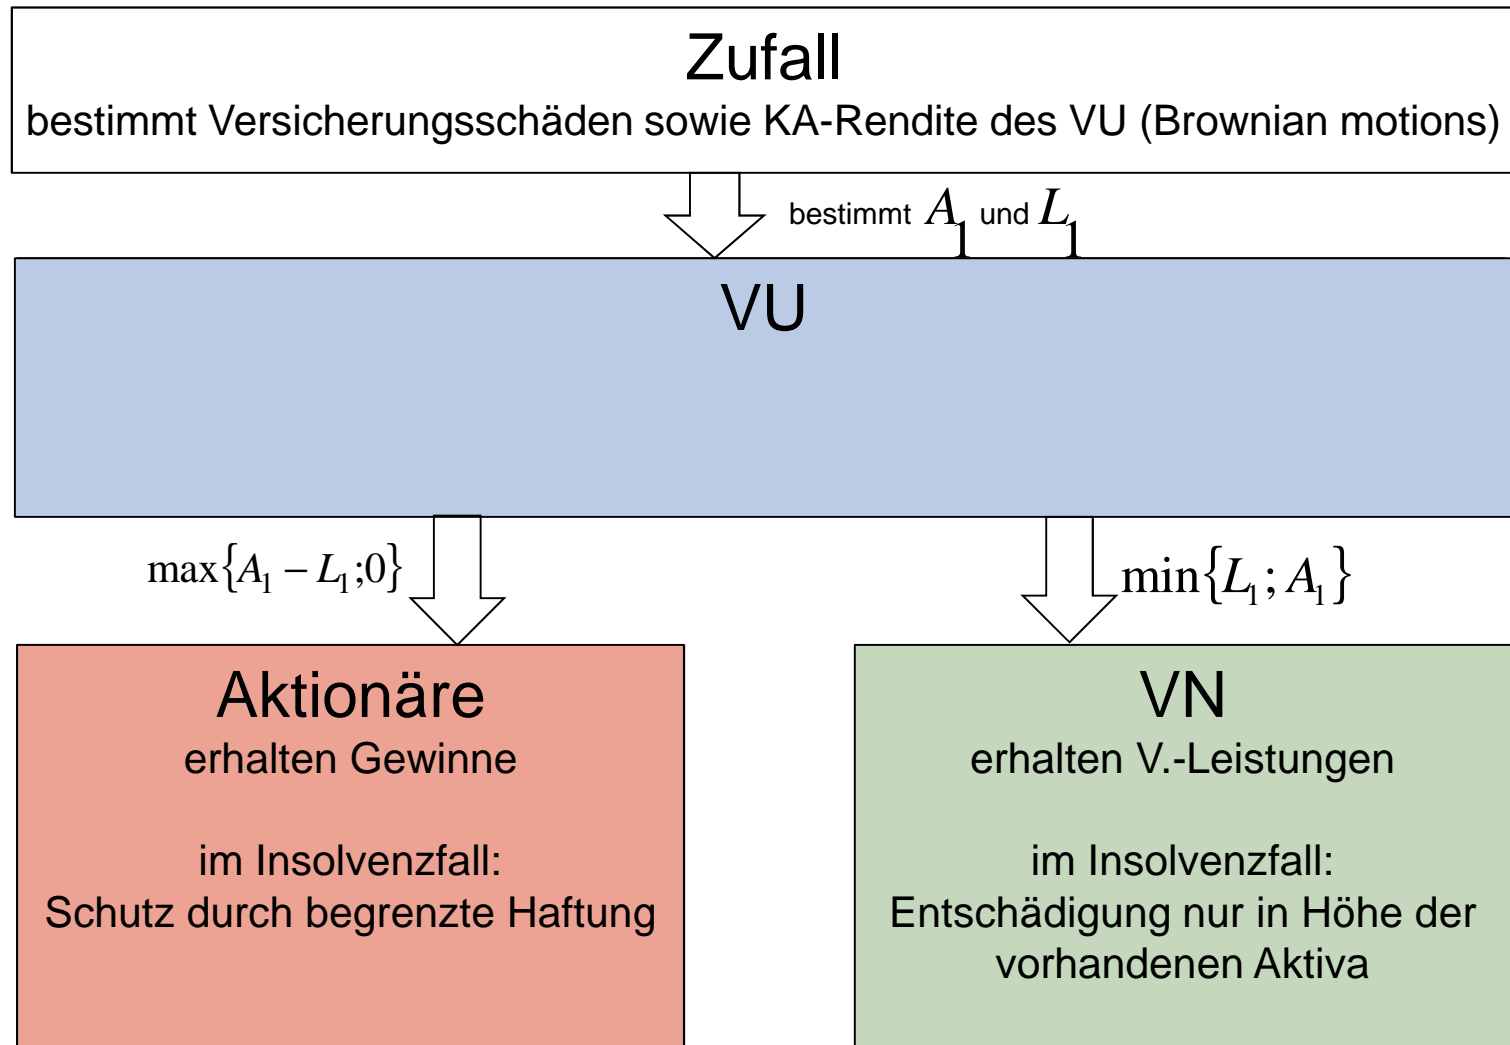 Zufall
bestimmt Versicherungsschäden sowie KA-Rendite des VU (Brownian motions)
bestimmt A₁ und L₁
VU
max{A₁ − L₁;0}
min{L₁; A₁}
Aktionäre
erhalten Gewinne
im Insolvenzfall:
Schutz durch begrenzte Haftung
VN
erhalten V.-Leistungen
im Insolvenzfall:
Entschädigung nur in Höhe der
vorhandenen Aktiva